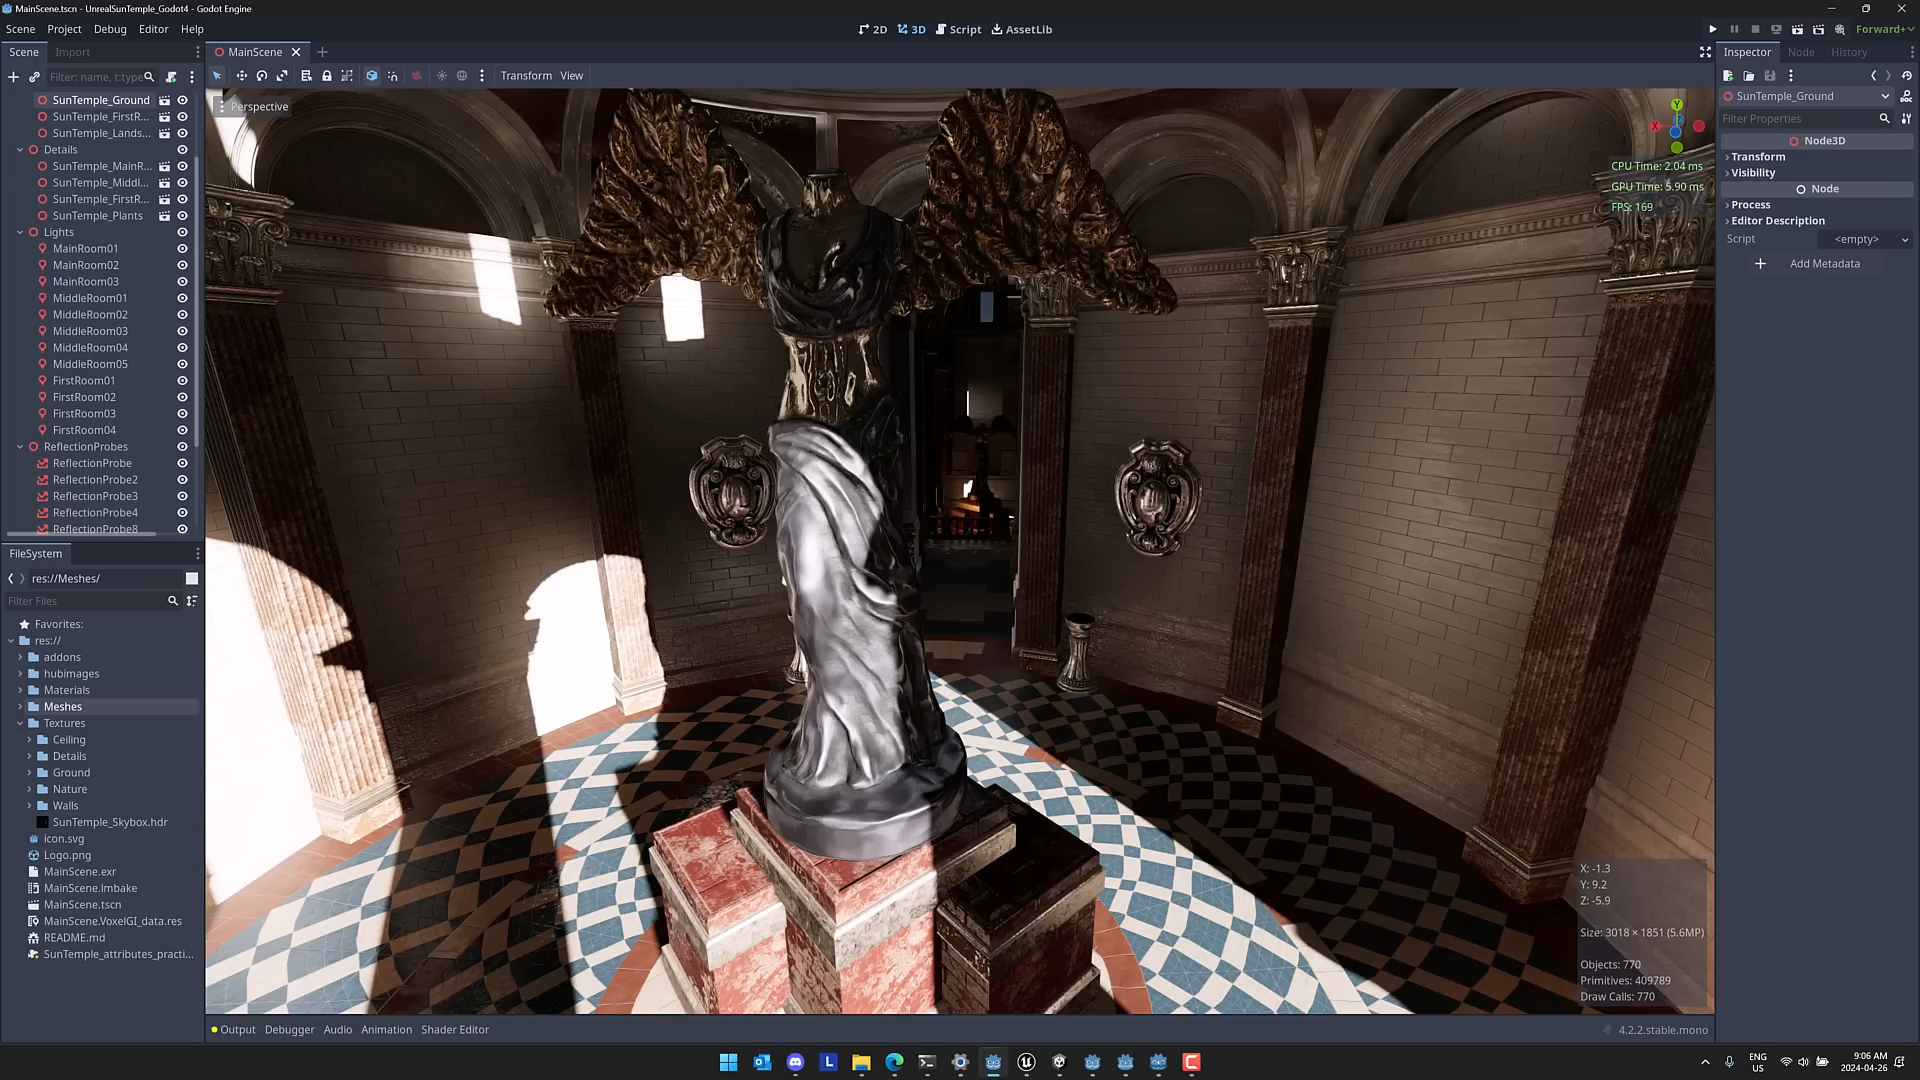 MainScene.tscn - UnrealSunTemple_Godot4 - Godot Engine
Scene Project Debug Editor Help
2D 3D Script AssetLib
Forward+
Scene Import
MainScene
Inspector Node History
Filter: name, t:type
Transform View
SunTemple_Ground
SunTemple_FirstR...
SunTemple_Lands...
Details
SunTemple_MainR...
SunTemple_Middl...
SunTemple_FirstR...
SunTemple_Plants
Lights
MainRoom01
MainRoom02
MainRoom03
MiddleRoom01
MiddleRoom02
MiddleRoom03
MiddleRoom04
MiddleRoom05
FirstRoom01
FirstRoom02
FirstRoom03
FirstRoom04
ReflectionProbes
ReflectionProbe
ReflectionProbe2
ReflectionProbe3
ReflectionProbe4
ReflectionProbe8
FileSystem
res://Meshes/
Filter Files
Favorites:
res://
addons
hubimages
Materials
Meshes
Textures
Ceiling
Details
Ground
Nature
Walls
SunTemple_Skybox.hdr
icon.svg
Logo.png
MainScene.exr
MainScene.lmbake
MainScene.tscn
MainScene.VoxelGI_data.res
README.md
SunTemple_attributes_practi...
Perspective
Y
X
CPU Time: 2.04 ms
GPU Time: 5.90 ms
FPS: 169
X: -1.3
Y: 9.2
Z: -5.9
Size: 3018 × 1851 (5.6MP)
Objects: 770
Primitives: 409789
Draw Calls: 770
SunTemple_Ground
Filter Properties
Node3D
Transform
Visibility
Node
Process
Editor Description
Script <empty>
Add Metadata
Output Debugger Audio Animation Shader Editor
4.2.2.stable.mono
L
ENG
US
9:06 AM
2024-04-26